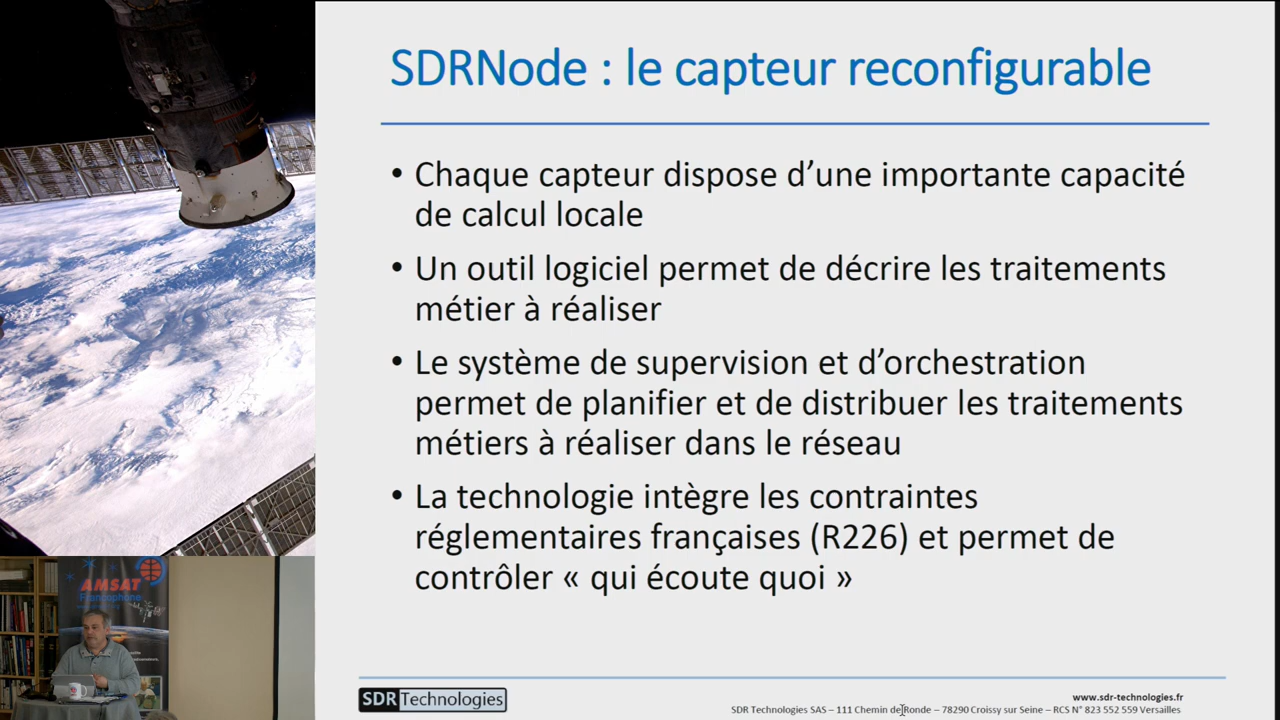 SDRNode : le capteur reconfigurable
• Chaque capteur dispose d'une importante capacité
de calcul locale
• Un outil logiciel permet de décrire les traitements
métier à réaliser
• Le système de supervision et d'orchestration
permet de planifier et de distribuer les traitements
métiers à réaliser dans le réseau
• La technologie intègre les contraintes
réglementaires françaises (R226) et permet de
contrôler « qui écoute quoi »
AMSAT
Francophone
SDR Technologies
www.sdr-technologies.fr
SDR Technologies SAS – 111 Chemin de Ronde – 78290 Croissy sur Seine – RCS N° 823 552 559 Versailles